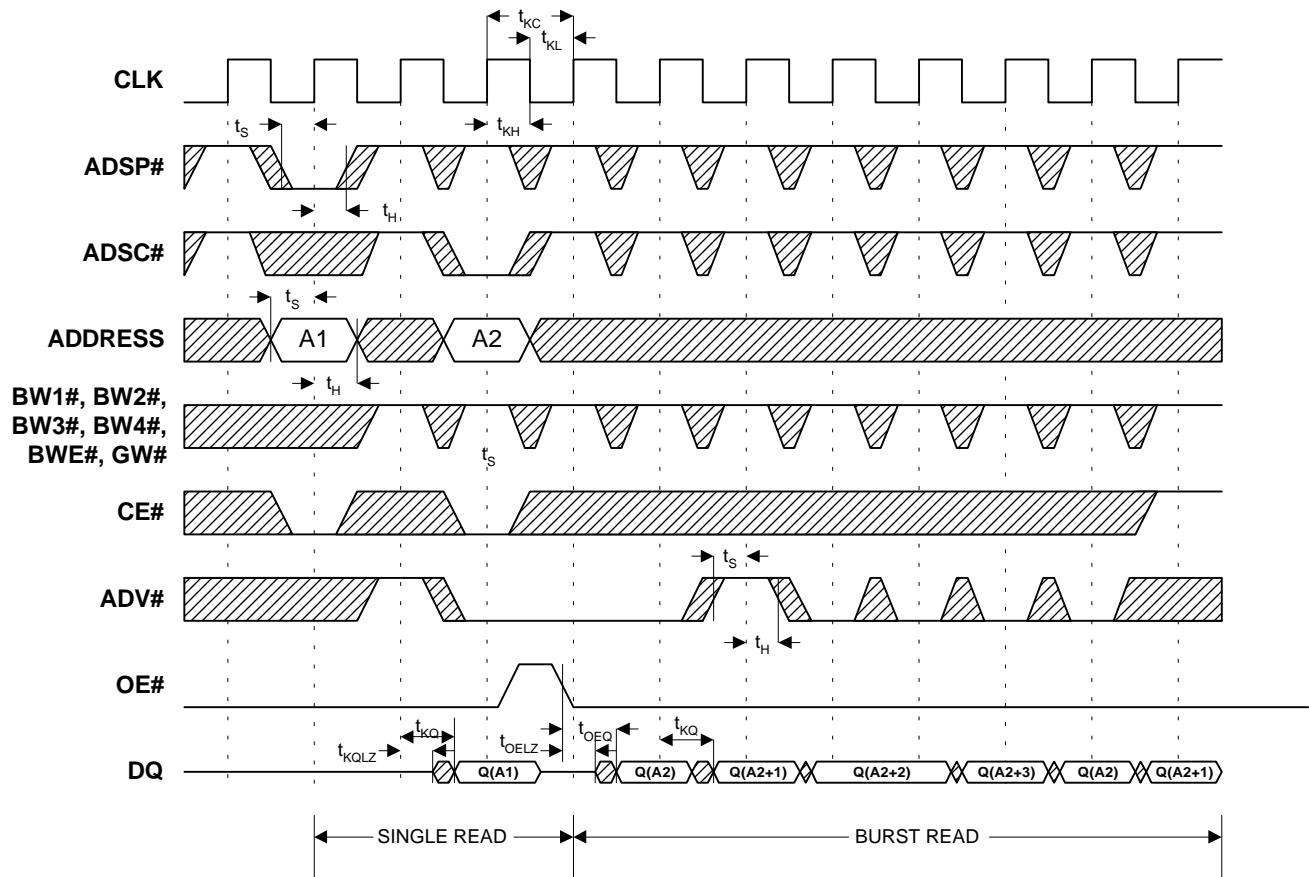 tKC
tKL
CLK
tS
tKH
ADSP#
tH
ADSC#
tS
ADDRESS
A1
A2
tH
BW1#, BW2#,
BW3#, BW4#,
BWE#, GW#
tS
CE#
tS
ADV#
tH
OE#
tKQ
tOEQ
tKQ
tKQLZ
tOELZ
DQ
Q(A1)
Q(A2)
Q(A2+1)
Q(A2+2)
Q(A2+3)
Q(A2)
Q(A2+1)
SINGLE READ
BURST READ